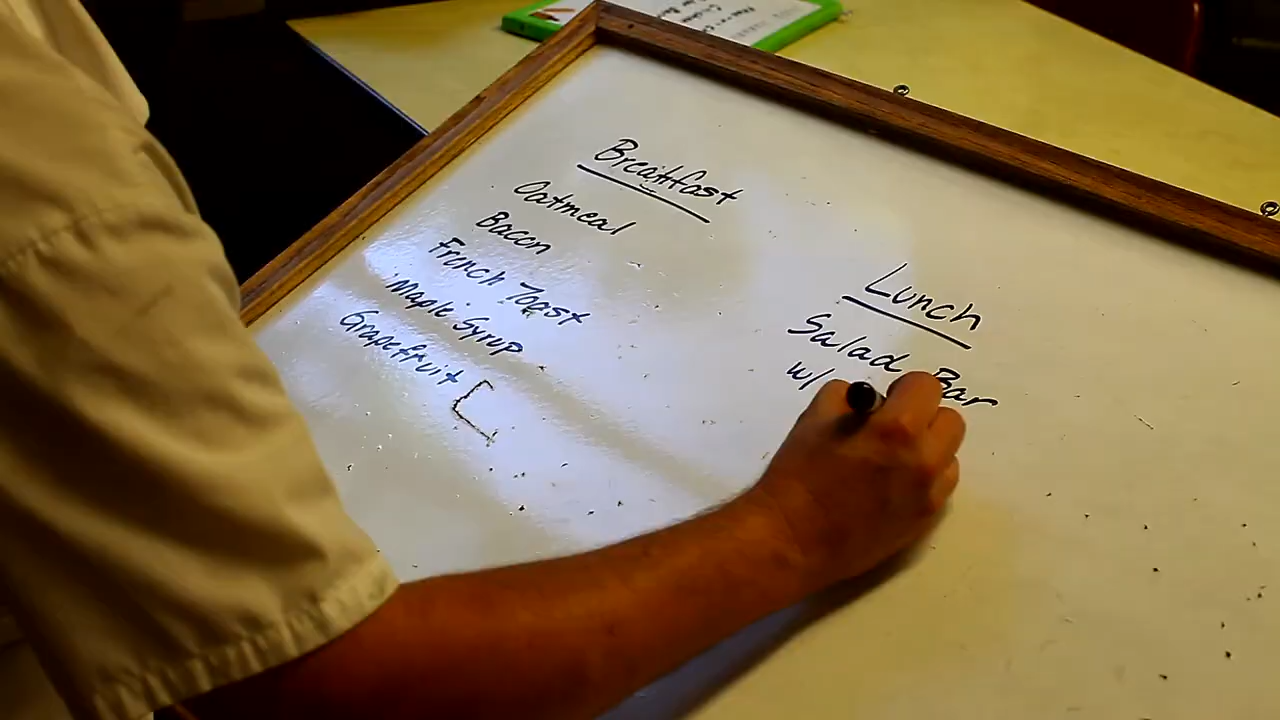 Breakfast
Oatmeal
Bacon
French Toast
Maple Syrup
Grapefruit [
Lunch
Salad Bar
w/